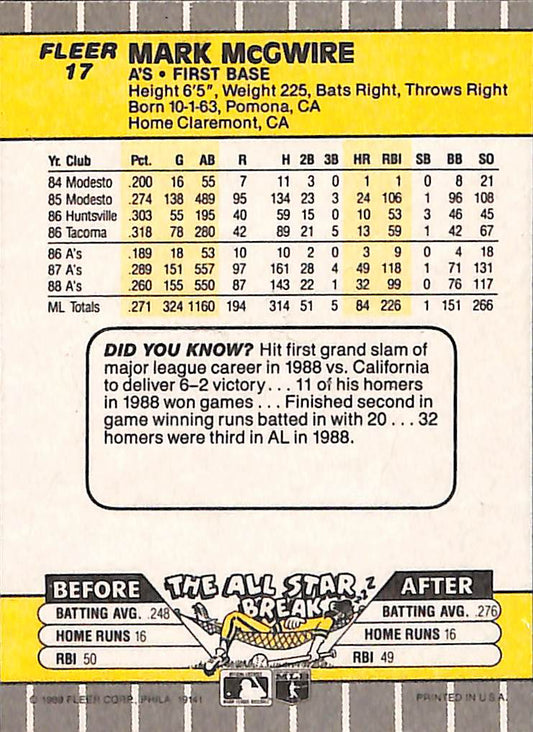 FLEER
17
MARK McGWIRE
A'S • FIRST BASE
Height 6'5", Weight 225, Bats Right, Throws Right
Born 10-1-63, Pomona, CA
Home Claremont, CA
Yr. Club Pct. G AB R H 2B 3B HR RBI SB BB SO
84 Modesto .200 16 55 7 11 3 0 1 1 0 8 21
85 Modesto .274 138 489 95 134 23 3 24 106 1 96 108
86 Huntsville .303 55 195 40 59 15 0 10 53 3 46 45
86 Tacoma .318 78 280 42 89 21 5 13 59 1 42 67
86 A's .189 18 53 10 10 2 0 3 9 0 4 18
87 A's .289 151 557 97 161 28 4 49 118 1 71 131
88 A's .260 155 550 87 143 22 1 32 99 0 76 117
ML Totals .271 324 1160 194 314 51 5 84 226 1 151 266
DID YOU KNOW? Hit first grand slam of
major league career in 1988 vs. California
to deliver 6–2 victory . . . 11 of his homers
in 1988 won games . . . Finished second in
game winning runs batted in with 20 . . . 32
homers were third in AL in 1988.
THE ALL STAR
BREAK
ZZZ
BEFORE
BATTING AVG. .248
HOME RUNS 16
RBI 50
AFTER
BATTING AVG. .276
HOME RUNS 16
RBI 49
MLB
© 1989 FLEER CORP., PHILA 19141
PRINTED IN U.S.A.